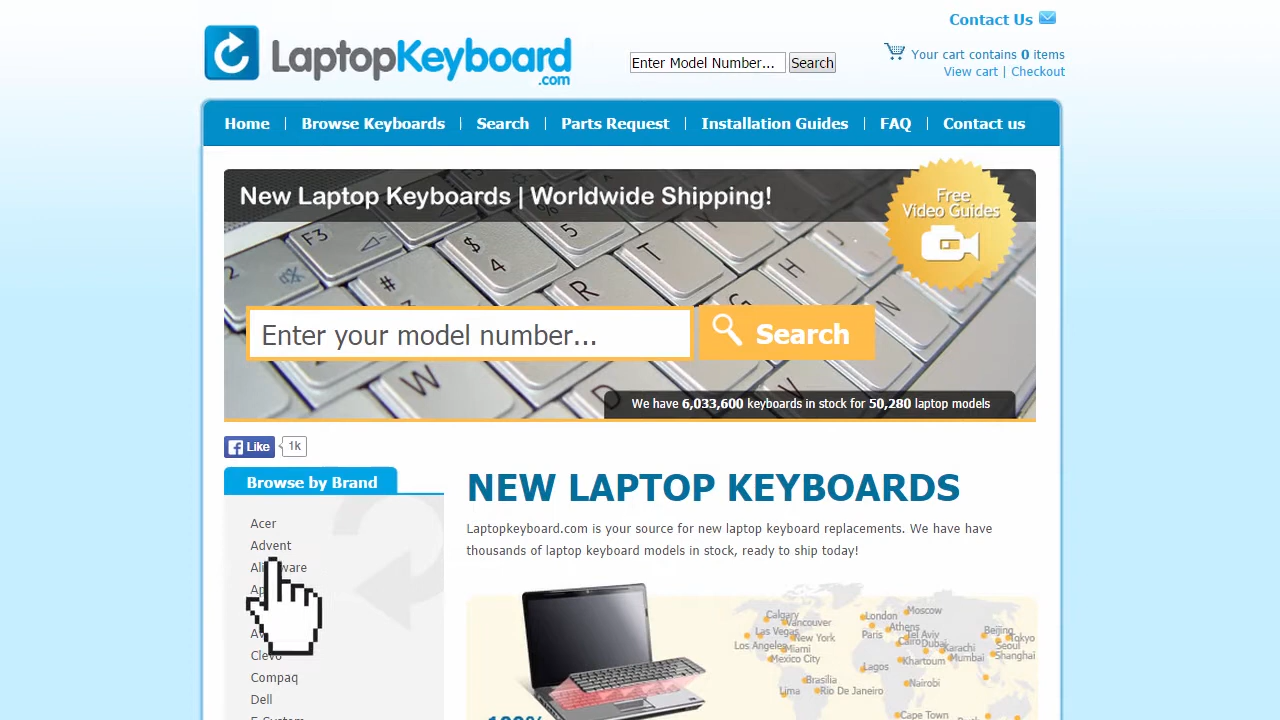 Contact Us
LaptopKeyboard
.com
Enter Model Number...
Search
Your cart contains 0 items
View cart | Checkout
Home
Browse Keyboards
Search
Parts Request
Installation Guides
FAQ
Contact us
New Laptop Keyboards | Worldwide Shipping!
Free
Video Guides
F3
2
#
$
4
5
T
R
G
H
N
W
D
V
Enter your model number...
Search
We have 6,033,600 keyboards in stock for 50,280 laptop models
Like
1k
Browse by Brand
Acer
Advent
Clevo
Compaq
Dell
NEW LAPTOP KEYBOARDS
Laptopkeyboard.com is your source for new laptop keyboard replacements. We have have
thousands of laptop keyboard models in stock, ready to ship today!
Calgary
Vancouver
Las Vegas
New York
Los Angeles
Miami
Mexico City
Brasilia
Lima
Rio De Janeiro
London
Moscow
Paris
Athens
Tel Aviv
Cairo
Dubai
Karachi
Lagos
Khartoum
Mumbai
Nairobi
Cape Town
Beijing
Tokyo
Seoul
Shanghai
100%